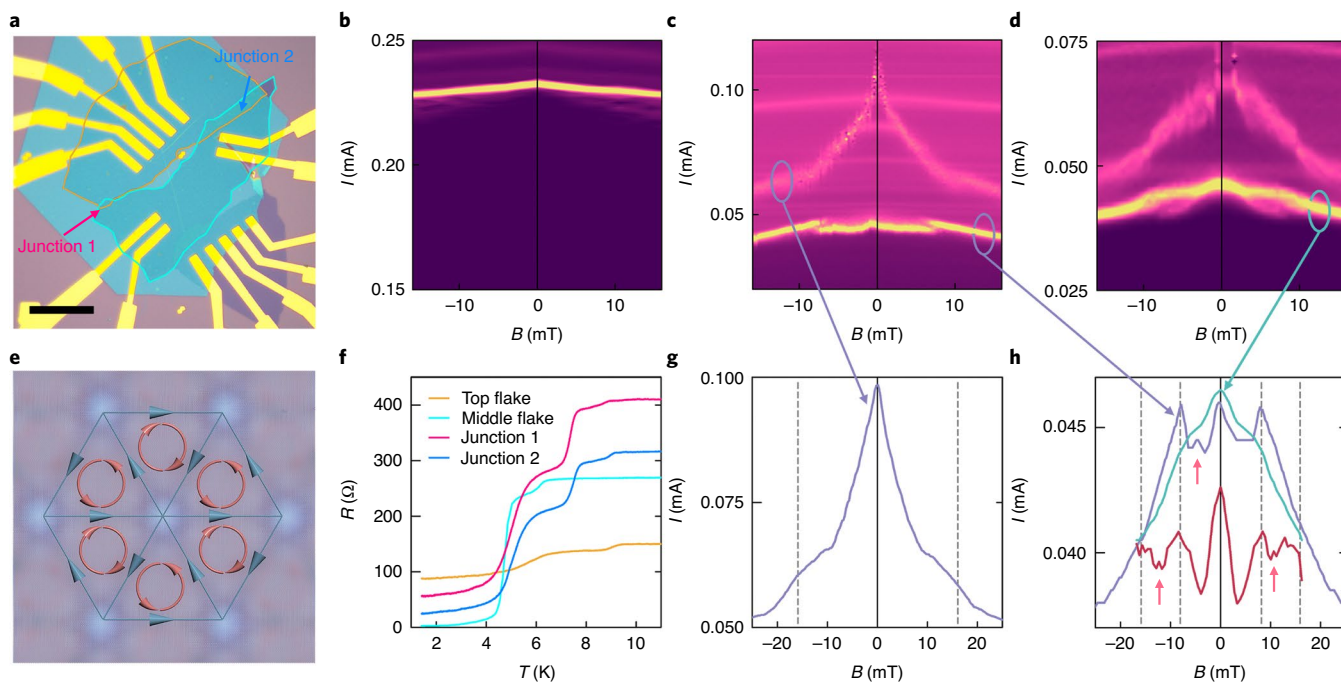 a
Junction 2
Junction 1
b
0.25
0.20
0.15
I (mA)
−10 0 10
B (mT)
c
0.10
0.05
I (mA)
−10 0 10
B (mT)
d
0.075
0.050
0.025
I (mA)
−10 0 10
B (mT)
e
f
400
300
200
100
0
R (Ω)
Top flake
Middle flake
Junction 1
Junction 2
2 4 6 8 10
T (K)
g
0.100
0.075
0.050
I (mA)
−20 −10 0 10 20
B (mT)
h
0.045
0.040
I (mA)
−20 −10 0 10 20
B (mT)